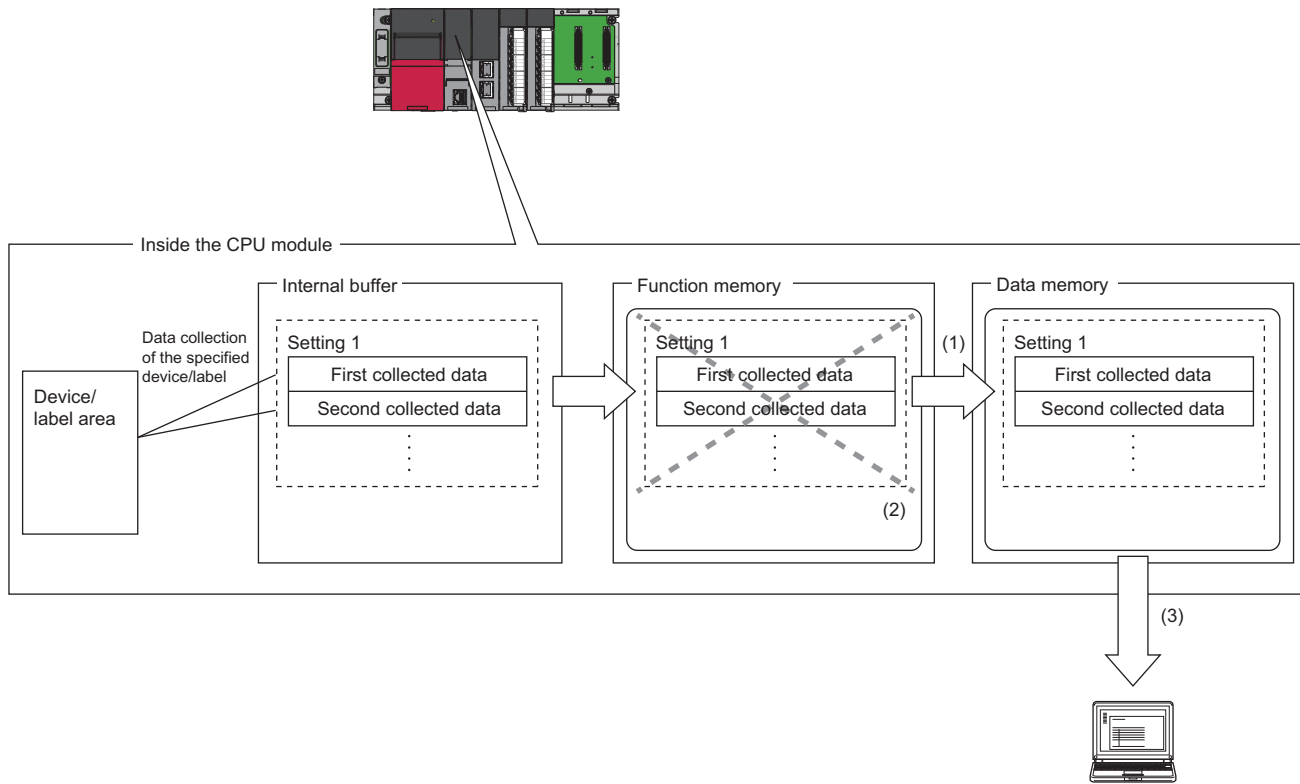 Inside the CPU module
Internal buffer
Function memory
Data memory
Data collection
of the specified
device/label
Device/
label area
Setting 1
First collected data
Second collected data
Setting 1
First collected data
Second collected data
(2)
(1)
Setting 1
First collected data
Second collected data
(3)